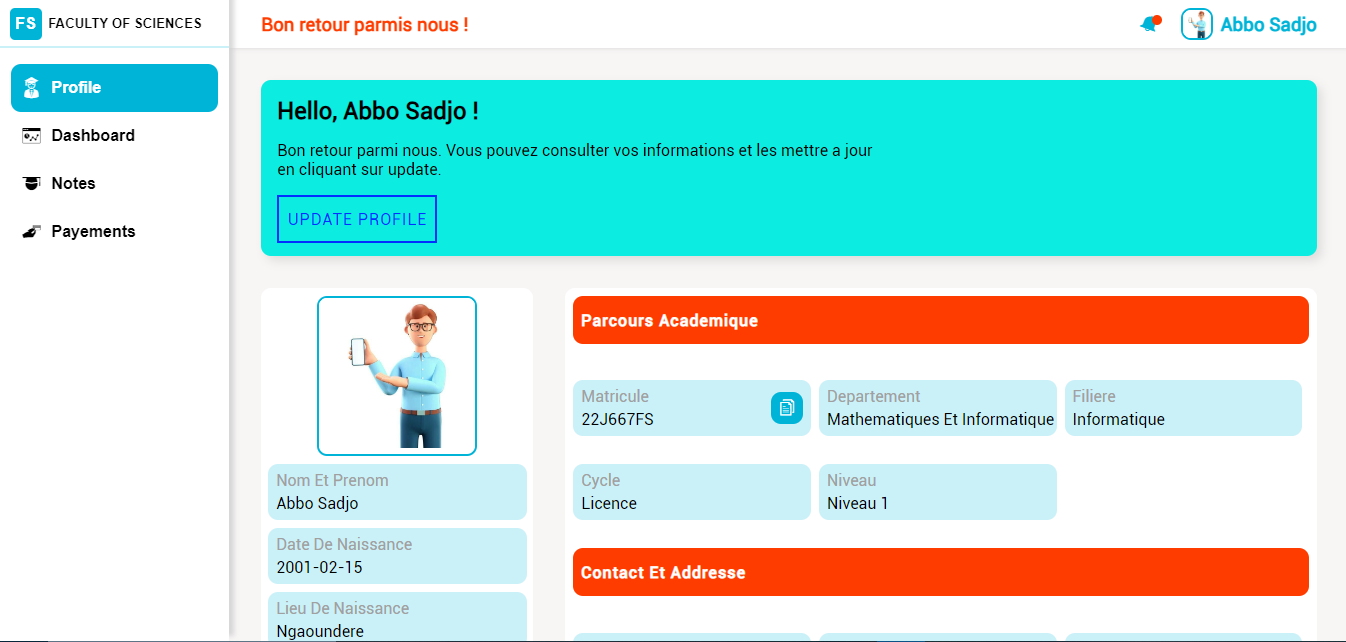 FS FACULTY OF SCIENCES
Bon retour parmis nous !
Abbo Sadjo
Profile
Dashboard
Notes
Payements
Hello, Abbo Sadjo !
Bon retour parmi nous. Vous pouvez consulter vos informations et les mettre a jour
en cliquant sur update.
UPDATE PROFILE
Nom Et Prenom
Abbo Sadjo
Date De Naissance
2001-02-15
Lieu De Naissance
Ngaoundere
Parcours Academique
Matricule
22J667FS
Departement
Mathematiques Et Informatique
Filiere
Informatique
Cycle
Licence
Niveau
Niveau 1
Contact Et Addresse